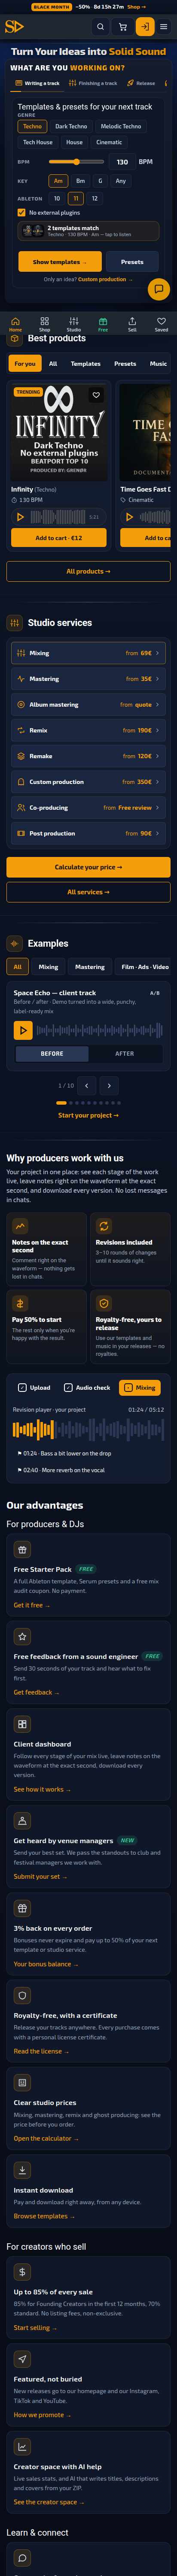 BLACK MONTH −50% 8d 15h 27m Shop →
Turn Your Ideas into Solid Sound
WHAT ARE YOU WORKING ON?
Writing a track
Finishing a track
Release
Templates & presets for your next track:
GENRE
Techno
Dark Techno
Melodic Techno
Tech House
House
Cinematic
BPM
130 BPM
KEY
Am
Bm
G
Any
ABLETON
10
11
12
No external plugins
2 templates match
Techno · 130 BPM · Am — tap to listen
Show templates →
Presets
Only an idea? Custom production →
Home
Shop
Studio
Free
Sell
Saved
Best products
For you
All
Templates
Presets
Music
TRENDING
INFINITY
Dark Techno
No external plugins
BEATPORT TOP 10
PRODUCED BY: GRENØR
Infinity (Techno)
130 BPM
Add to cart · €12
TIME GO
DOCUMENTAR
Time Goes Fast D
Cinematic
Add to ca
All products →
Studio services
Mixing from 69€
Mastering from 35€
Album mastering from quote
Remix from 190€
Remake from 120€
Custom production from 350€
Co-producing from Free review
Post production from 90€
Calculate your price →
All services →
Examples
All
Mixing
Mastering
Film · Ads · Video
Space Echo — client track
A/B
Before / after · Demo turned into a wide, punchy,
label-ready mix
BEFORE
AFTER
1 / 10
Start your project →
Why producers work with us
Your project in one place: see each stage of the work
live, leave notes right on the waveform at the exact
second, and download every version. No lost messages
in chats.
Notes on the exact
second
Comment right on the
waveform — nothing gets
lost in chats.
Revisions included
3–10 rounds of changes
until it sounds right.
Pay 50% to start
The rest only when you're
happy with the result.
Royalty-free, yours to
release
Use our templates and
music in your releases — no
royalties.
Upload
Audio check
Mixing
Revision player · your project
01:24 / 05:12
01:24 · Bass a bit lower on the drop
02:40 · More reverb on the vocal
Our advantages
For producers & DJs
Free Starter Pack FREE
A full Ableton template, Serum presets and a free mix
audit coupon. No payment.
Get it free →
Free feedback from a sound engineer FREE
Send 30 seconds of your track and hear what to fix
first.
Get feedback →
Client dashboard
Follow every stage of your mix live, leave notes on the
waveform at the exact second, download every
version.
See how it works →
Get heard by venue managers NEW
Send your best set. We pass the standouts to club and
festival managers we work with.
Submit your set →
3% back on every order
Bonuses never expire and pay up to 50% of your next
template or studio service.
Your bonus balance →
Royalty-free, with a certificate
Release your tracks anywhere. Every purchase comes
with a personal license certificate.
Read the license →
Clear studio prices
Mixing, mastering, remix and ghost producing: see the
price before you order.
Open the calculator →
Instant download
Pay and download right away, from any device.
Browse templates →
For creators who sell
Up to 85% of every sale
85% for Founding Creators in the first 12 months, 70%
standard. No listing fees, non-exclusive.
Start selling →
Featured, not buried
New releases go to our homepage and our Instagram,
TikTok and YouTube.
How we promote →
Creator space with AI help
Live sales stats, and AI that writes titles, descriptions
and covers from your ZIP.
See the creator space →
Learn & connect